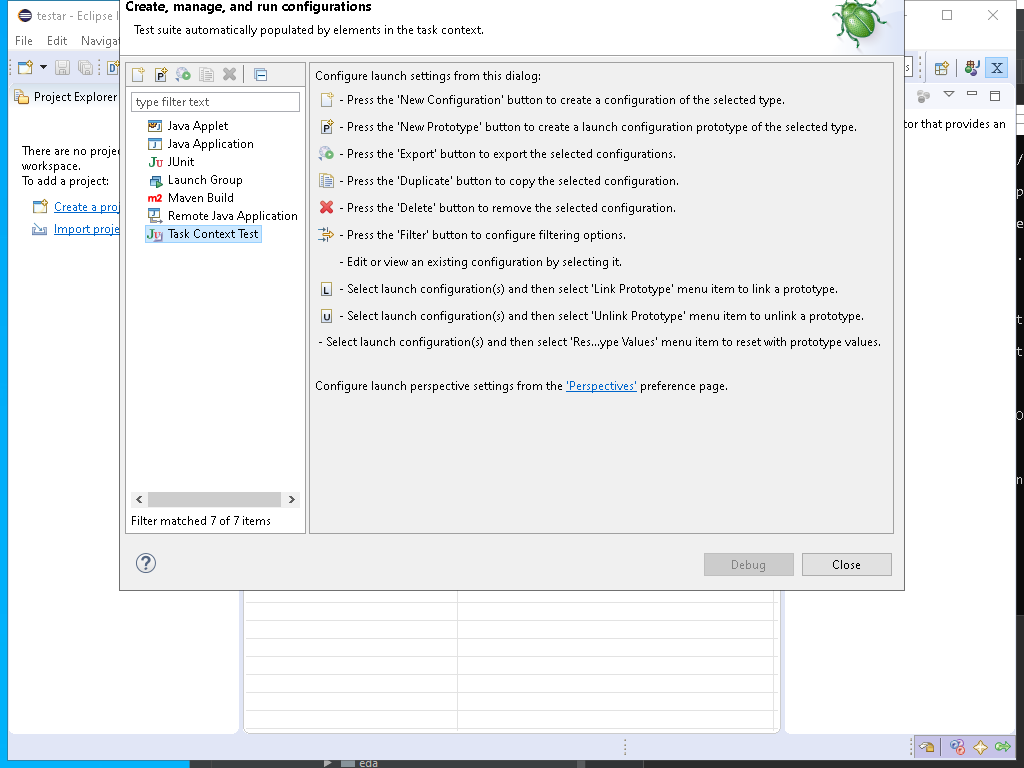 Create, manage, and run configurations
Test suite automatically populated by elements in the task context.
testar - Eclipse
File Edit Naviga
Project Explorer
There are no proje
workspace.
To add a project:
Create a proj
Import proje
type filter text
Java Applet
Java Application
JUnit
Launch Group
Maven Build
Remote Java Application
Task Context Test
Filter matched 7 of 7 items
Configure launch settings from this dialog:
- Press the 'New Configuration' button to create a configuration of the selected type.
- Press the 'New Prototype' button to create a launch configuration prototype of the selected type.
- Press the 'Export' button to export the selected configurations.
- Press the 'Duplicate' button to copy the selected configuration.
- Press the 'Delete' button to remove the selected configuration.
- Press the 'Filter' button to configure filtering options.
- Edit or view an existing configuration by selecting it.
- Select launch configuration(s) and then select 'Link Prototype' menu item to link a prototype.
- Select launch configuration(s) and then select 'Unlink Prototype' menu item to unlink a prototype.
- Select launch configuration(s) and then select 'Res...ype Values' menu item to reset with prototype values.
Configure launch perspective settings from the 'Perspectives' preference page.
Debug Close
tor that provides an
eda